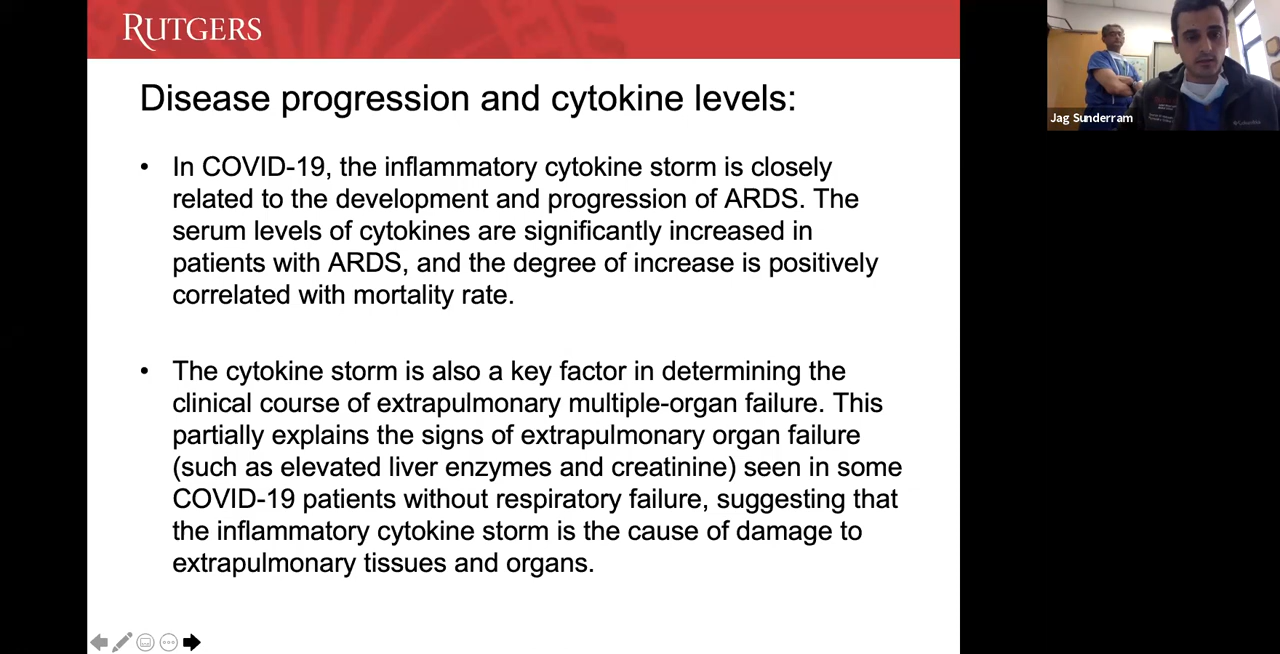 RUTGERS
Disease progression and cytokine levels:
• In COVID-19, the inflammatory cytokine storm is closely
related to the development and progression of ARDS. The
serum levels of cytokines are significantly increased in
patients with ARDS, and the degree of increase is positively
correlated with mortality rate.
• The cytokine storm is also a key factor in determining the
clinical course of extrapulmonary multiple-organ failure. This
partially explains the signs of extrapulmonary organ failure
(such as elevated liver enzymes and creatinine) seen in some
COVID-19 patients without respiratory failure, suggesting that
the inflammatory cytokine storm is the cause of damage to
extrapulmonary tissues and organs.
Jag Sunderram